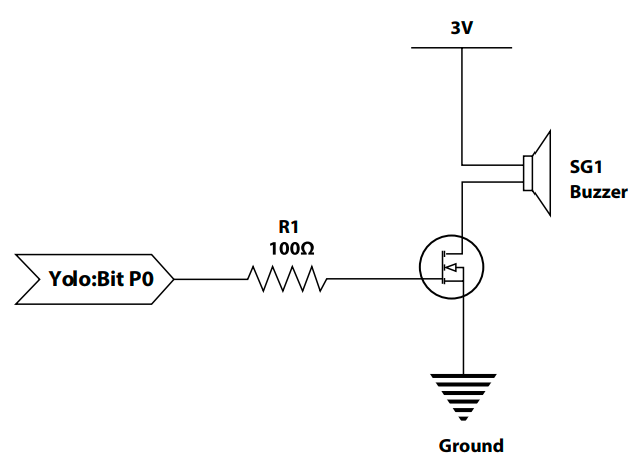 3V
SG1
Buzzer
R1
100Ω
Yolo:Bit P0
Ground